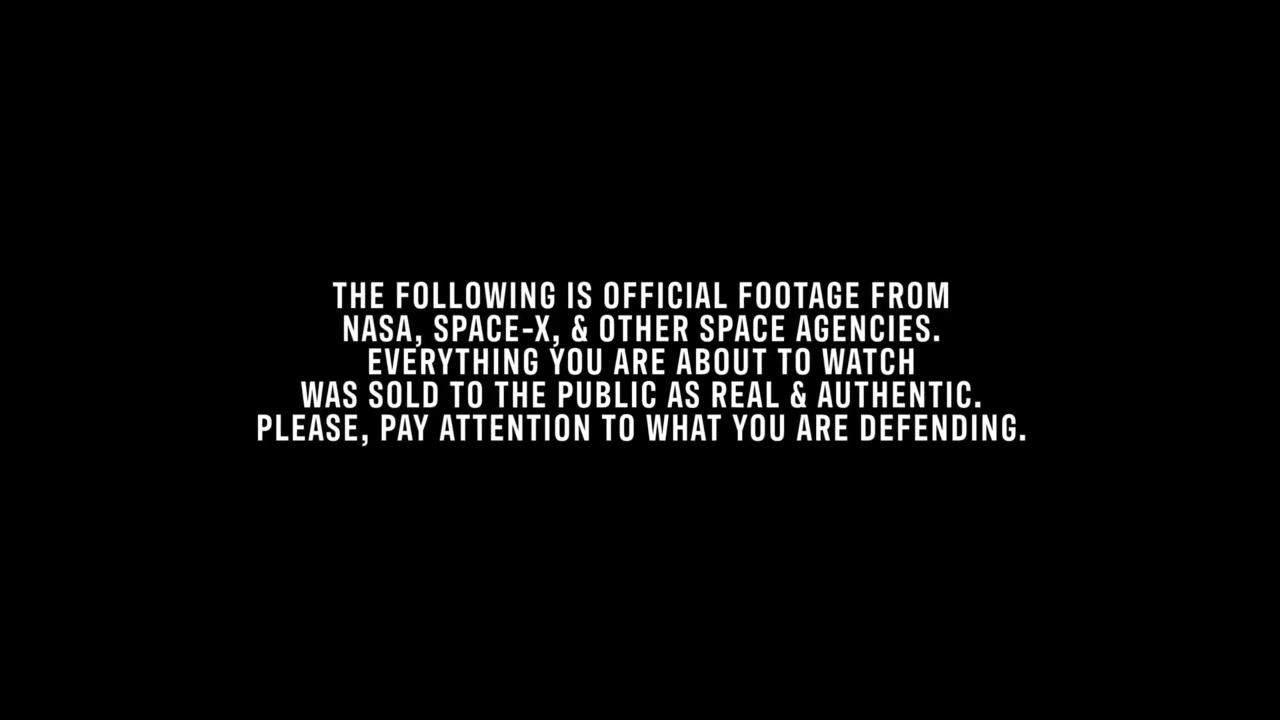 THE FOLLOWING IS OFFICIAL FOOTAGE FROM
NASA, SPACE-X, & OTHER SPACE AGENCIES.
EVERYTHING YOU ARE ABOUT TO WATCH
WAS SOLD TO THE PUBLIC AS REAL & AUTHENTIC.
PLEASE, PAY ATTENTION TO WHAT YOU ARE DEFENDING.